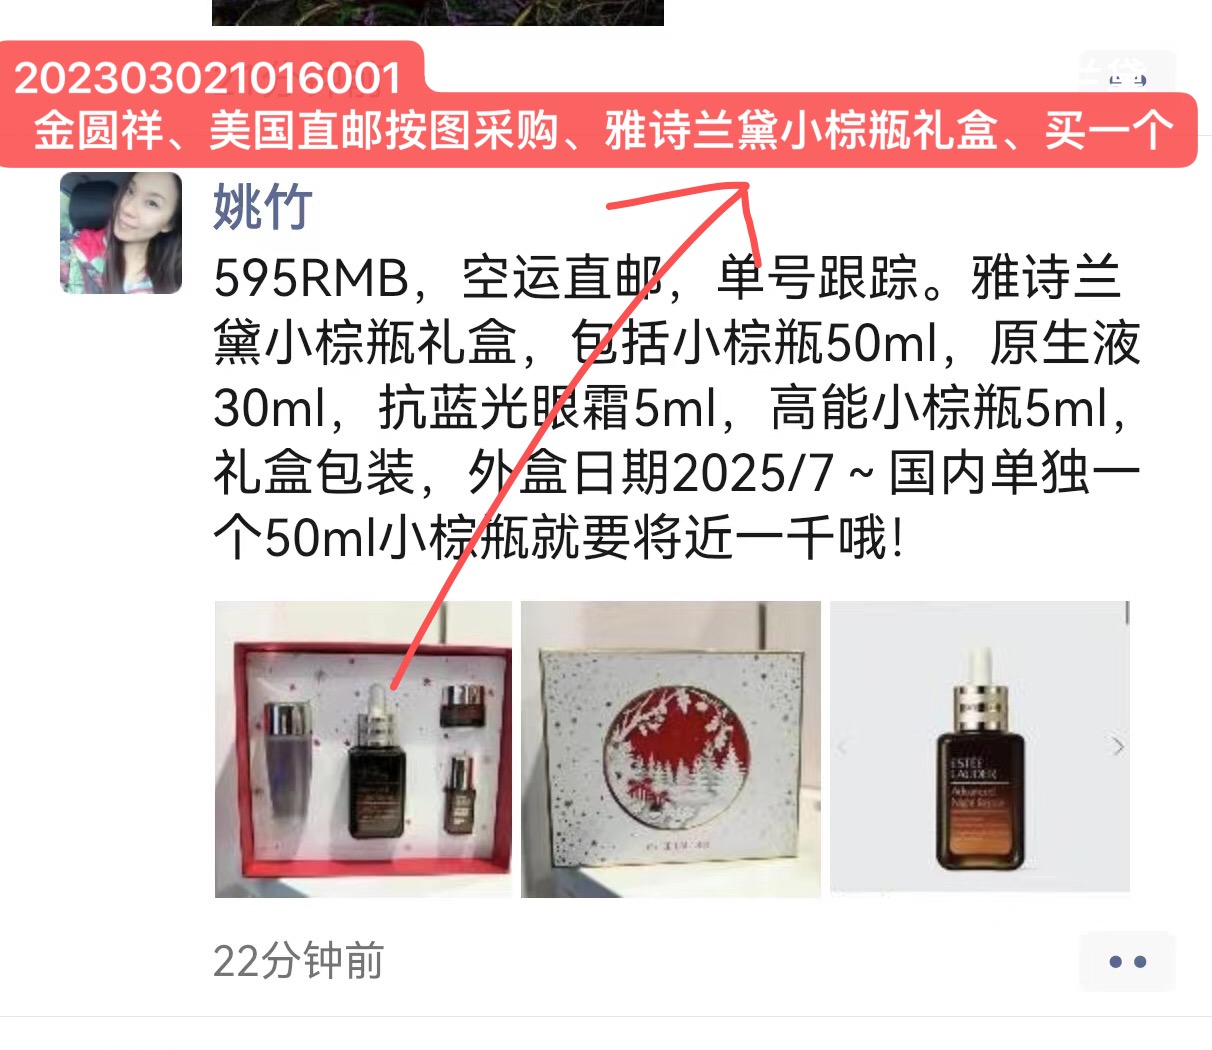 202303021016001
金圆祥、美国直邮按图采购、雅诗兰黛小棕瓶礼盒、买一个
姚竹
595RMB，空运直邮，单号跟踪。雅诗兰
黛小棕瓶礼盒，包括小棕瓶50ml，原生液
30ml，抗蓝光眼霜5ml，高能小棕瓶5ml，
礼盒包装，外盒日期2025/7～国内单独一
个50ml小棕瓶就要将近一千哦！
ESTĒE
LAUDER
Advanced
Night Repair
22分钟前